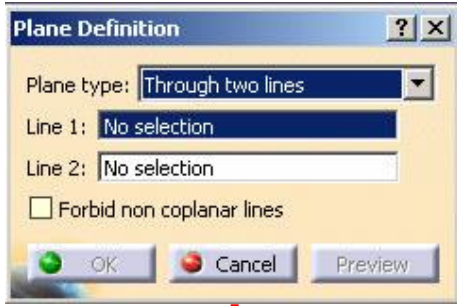 Plane Definition ? X
Plane type: Through two lines
Line 1: No selection
Line 2: No selection
Forbid non coplanar lines
OK Cancel Preview